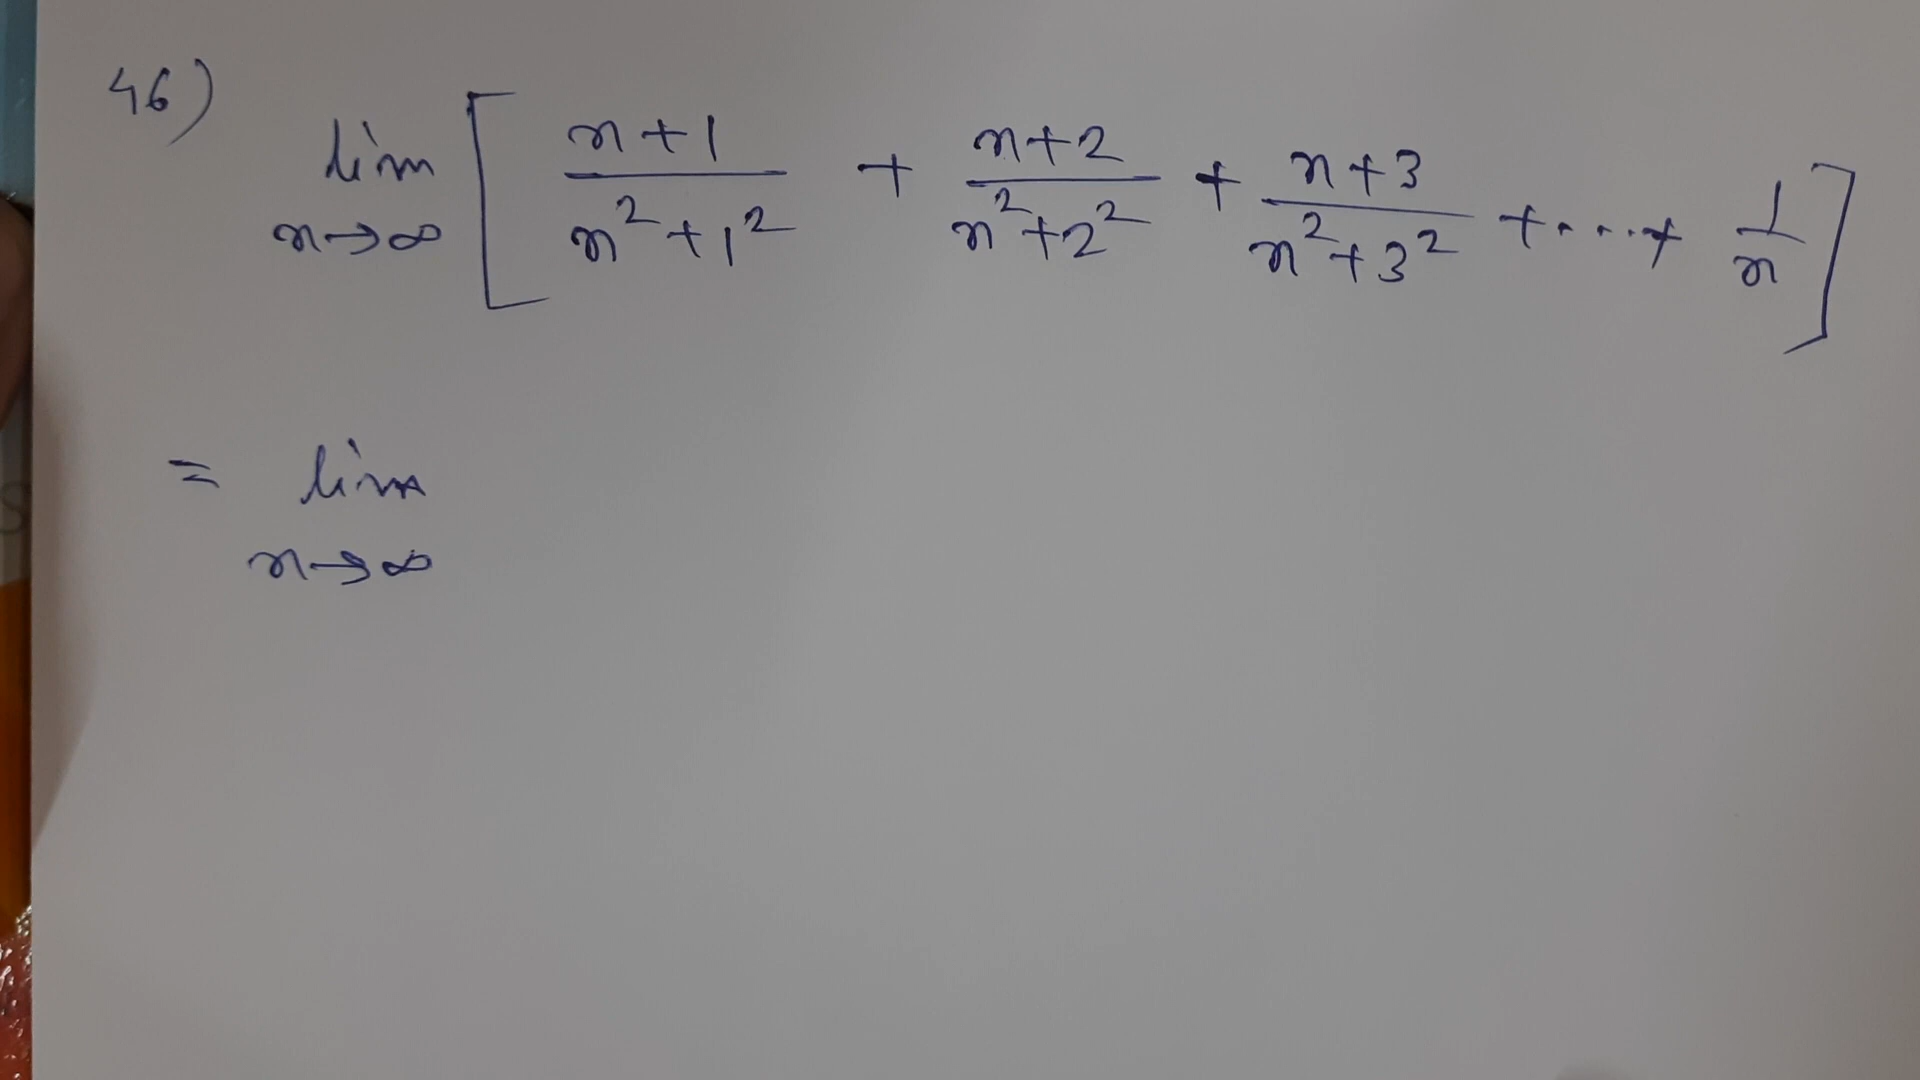 46)
lim n→∞ [ (n+1)/(n²+1²) + (n+2)/(n²+2²) + (n+3)/(n²+3²) +....+ 1/n ]
= lim n→∞